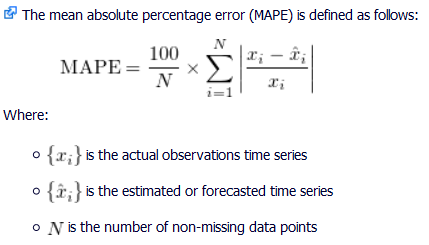 The mean absolute percentage error (MAPE) is defined as follows:
MAPE = \frac{100}{N} \times \sum_{i=1}^{N} \left| \frac{x_i - \hat{x}_i}{x_i} \right|
Where:
{x_i} is the actual observations time series
{x̂_i} is the estimated or forecasted time series
N is the number of non-missing data points